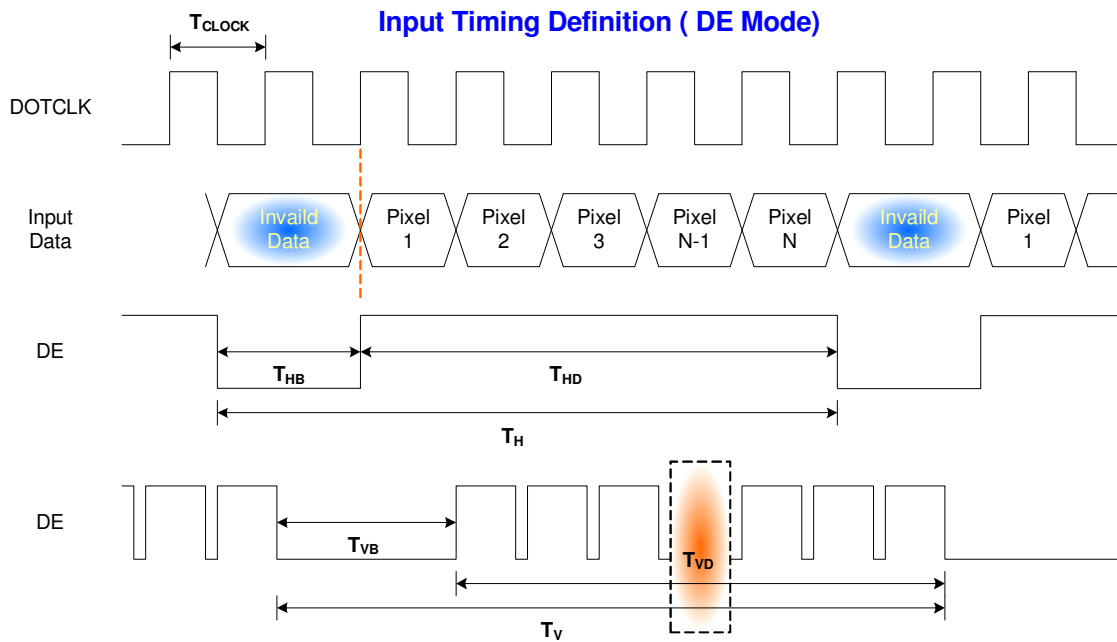 Input Timing Definition ( DE Mode)
TCLOCK
DOTCLK
Input
Data
Invaild
Data
Pixel
1
Pixel
2
Pixel
3
Pixel
N-1
Pixel
N
Invaild
Data
Pixel
1
DE
THB
THD
TH
DE
TVB
TVD
TV